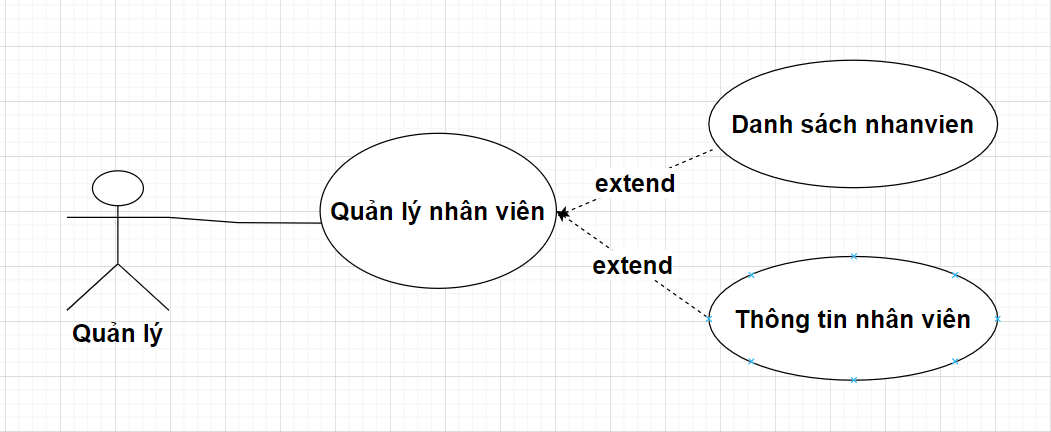 Danh sách nhanvien
extend
Quản lý nhân viên
extend
Thông tin nhân viên
Quản lý